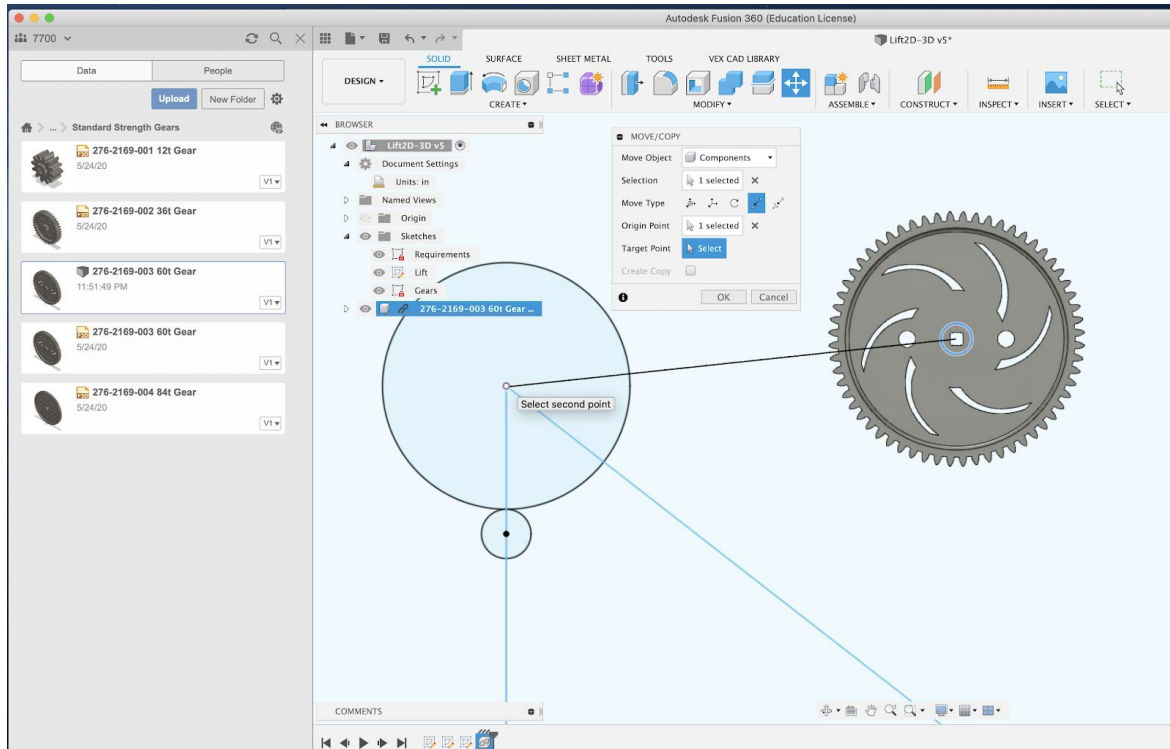 Autodesk Fusion 360 (Education License)
7700
Lift2D-3D v5*
Data
People
Upload
New Folder
... > Standard Strength Gears
276-2169-001 12t Gear
5/24/20
V1
276-2169-002 36t Gear
5/24/20
V1
276-2169-003 60t Gear
11:51:49 PM
V1
276-2169-003 60t Gear
5/24/20
V1
276-2169-004 84t Gear
5/24/20
V1
DESIGN
SOLID
SURFACE
SHEET METAL
TOOLS
VEX CAD LIBRARY
CREATE
MODIFY
ASSEMBLE
CONSTRUCT
INSPECT
INSERT
SELECT
BROWSER
Lift2D-3D v5
Document Settings
Units: in
Named Views
Origin
Sketches
Requirements
Lift
Gears
276-2169-003 60t Gear ...
MOVE/COPY
Move Object Components
Selection 1 selected
Move Type
Origin Point 1 selected
Target Point Select
Create Copy
OK Cancel
Select second point
COMMENTS